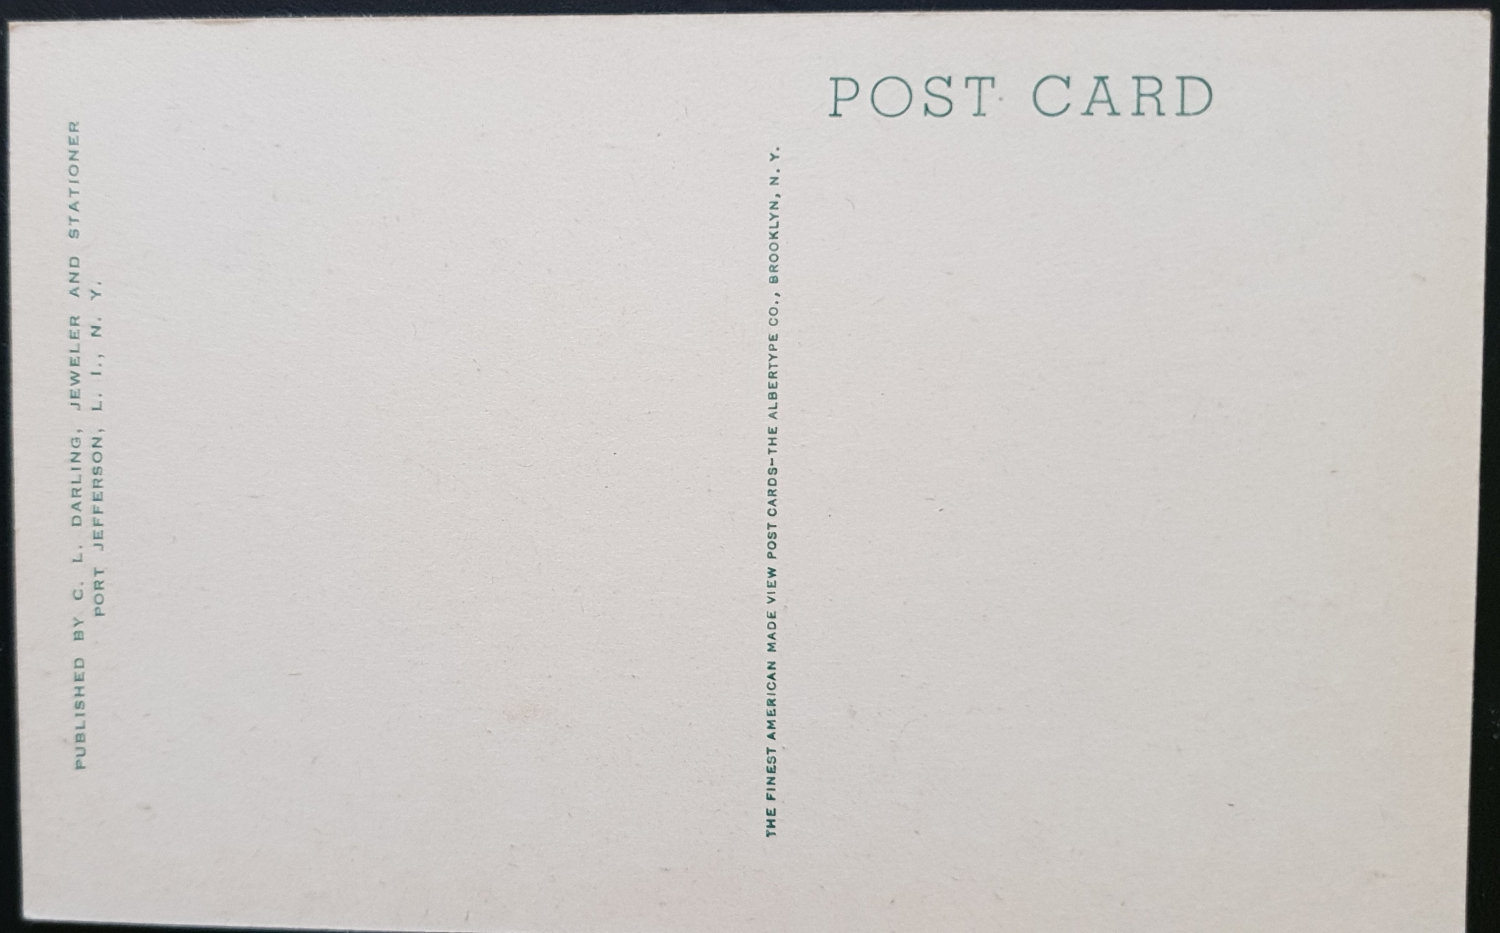 POST CARD
PUBLISHED BY C. L. DARLING, JEWELER AND STATIONER
PORT JEFFERSON, L. I., N. Y.
THE FINEST AMERICAN MADE VIEW POST CARDS—THE ALBERTYPE CO., BROOKLYN, N. Y.